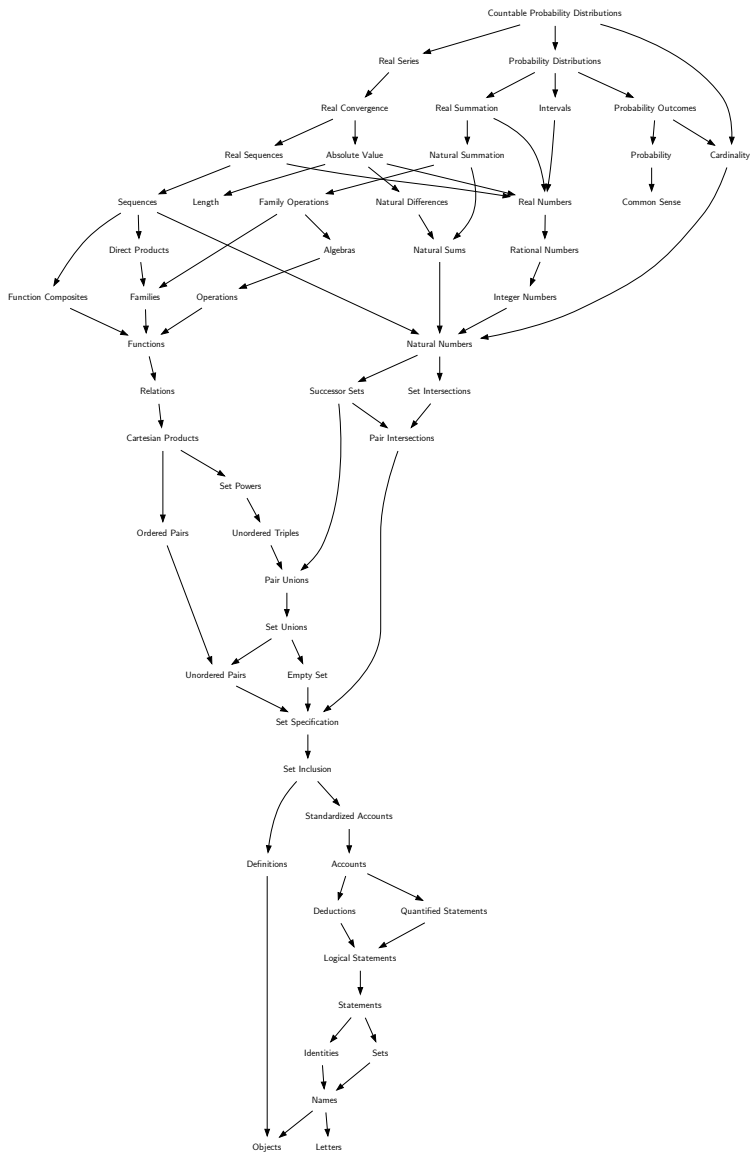 Countable Probability Distributions
Real Series
Probability Distributions
Real Convergence
Real Summation
Intervals
Probability Outcomes
Real Sequences
Absolute Value
Natural Summation
Probability
Cardinality
Sequences
Length
Family Operations
Natural Differences
Real Numbers
Common Sense
Direct Products
Algebras
Natural Sums
Rational Numbers
Function Composites
Families
Operations
Integer Numbers
Functions
Natural Numbers
Relations
Successor Sets
Set Intersections
Cartesian Products
Pair Intersections
Set Powers
Ordered Pairs
Unordered Triples
Pair Unions
Set Unions
Unordered Pairs
Empty Set
Set Specification
Set Inclusion
Standardized Accounts
Definitions
Accounts
Deductions
Quantified Statements
Logical Statements
Statements
Identities
Sets
Names
Objects
Letters